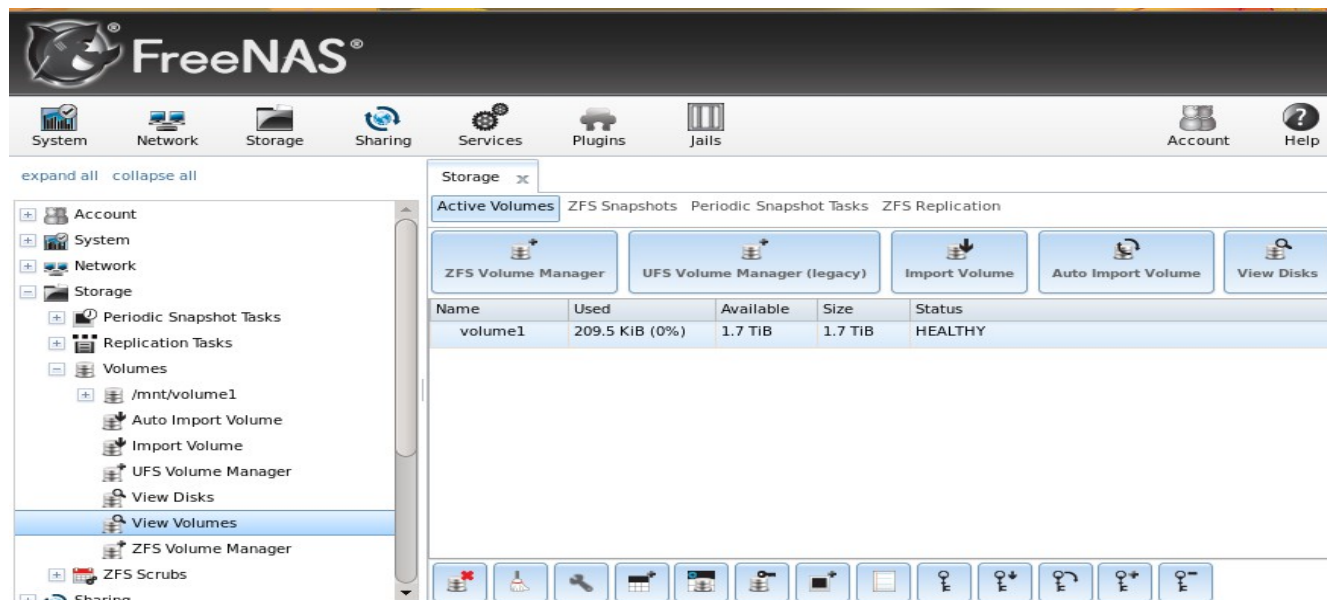 FreeNAS®
System Network Storage Sharing Services Plugins Jails Account Help
expand all collapse all
Account
System
Network
Storage
Periodic Snapshot Tasks
Replication Tasks
Volumes
/mnt/volume1
Auto Import Volume
Import Volume
UFS Volume Manager
View Disks
View Volumes
ZFS Volume Manager
ZFS Scrubs
Sharing
Storage
Active Volumes ZFS Snapshots Periodic Snapshot Tasks ZFS Replication
ZFS Volume Manager UFS Volume Manager (legacy) Import Volume Auto Import Volume View Disks
Name Used Available Size Status
volume1 209.5 KiB (0%) 1.7 TiB 1.7 TiB HEALTHY